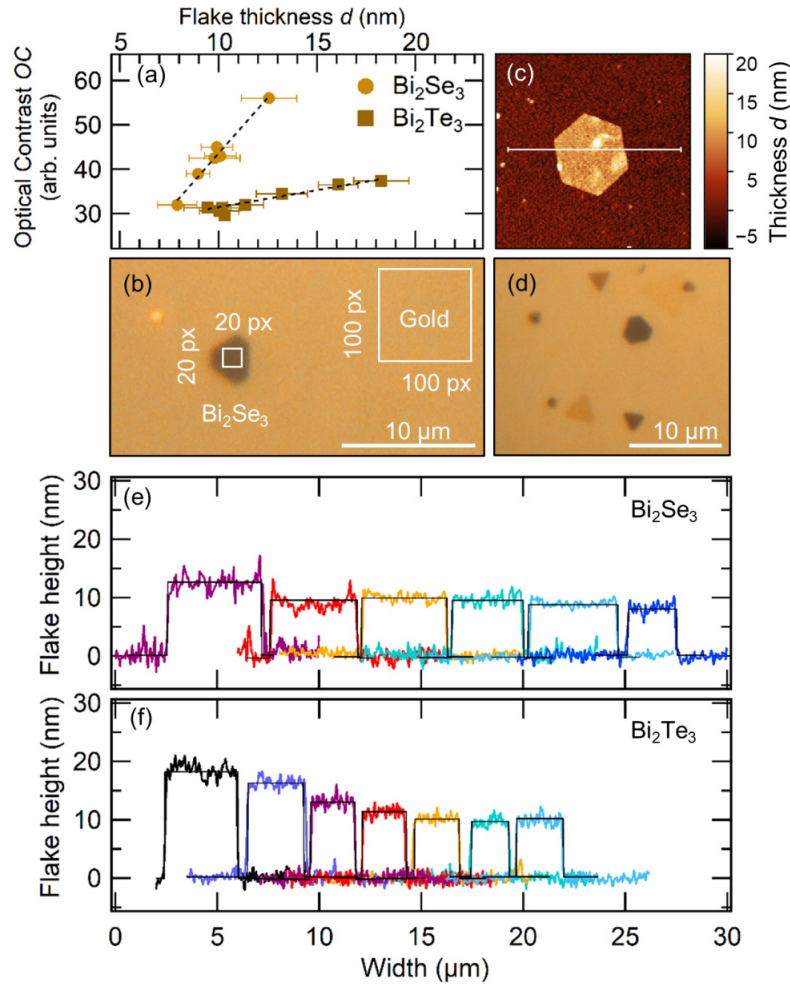 Flake thickness d (nm)
5 10 15 20
Optical Contrast OC
(arb. units)
60
50
40
30
(a)
Bi₂Se₃
Bi₂Te₃
(c)
20
15
10
5
−5
Thickness d (nm)
(b)
20 px
20 px
Bi₂Se₃
100 px
Gold
100 px
10 µm
(d)
10 µm
(e)
Bi₂Se₃
Flake height (nm)
30
20
10
0
(f)
Bi₂Te₃
Flake height (nm)
30
20
10
0
0 5 10 15 20 25 30
Width (µm)